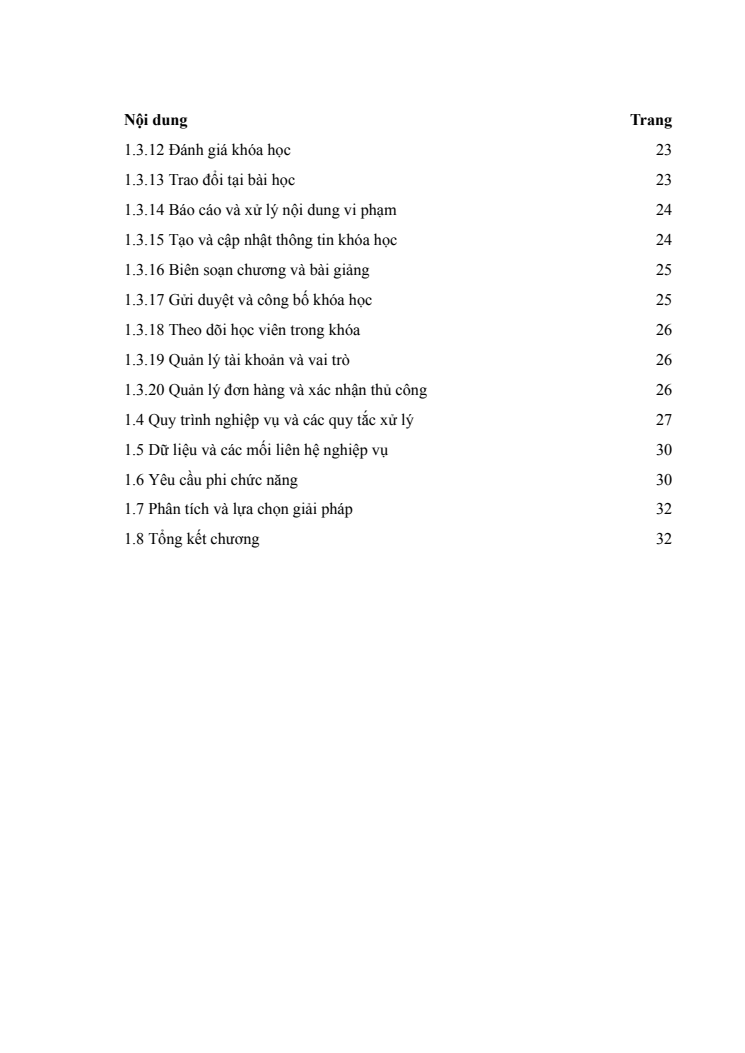 Nội dung Trang
1.3.12 Đánh giá khóa học 23
1.3.13 Trao đổi tại bài học 23
1.3.14 Báo cáo và xử lý nội dung vi phạm 24
1.3.15 Tạo và cập nhật thông tin khóa học 24
1.3.16 Biên soạn chương và bài giảng 25
1.3.17 Gửi duyệt và công bố khóa học 25
1.3.18 Theo dõi học viên trong khóa 26
1.3.19 Quản lý tài khoản và vai trò 26
1.3.20 Quản lý đơn hàng và xác nhận thủ công 26
1.4 Quy trình nghiệp vụ và các quy tắc xử lý 27
1.5 Dữ liệu và các mối liên hệ nghiệp vụ 30
1.6 Yêu cầu phi chức năng 30
1.7 Phân tích và lựa chọn giải pháp 32
1.8 Tổng kết chương 32